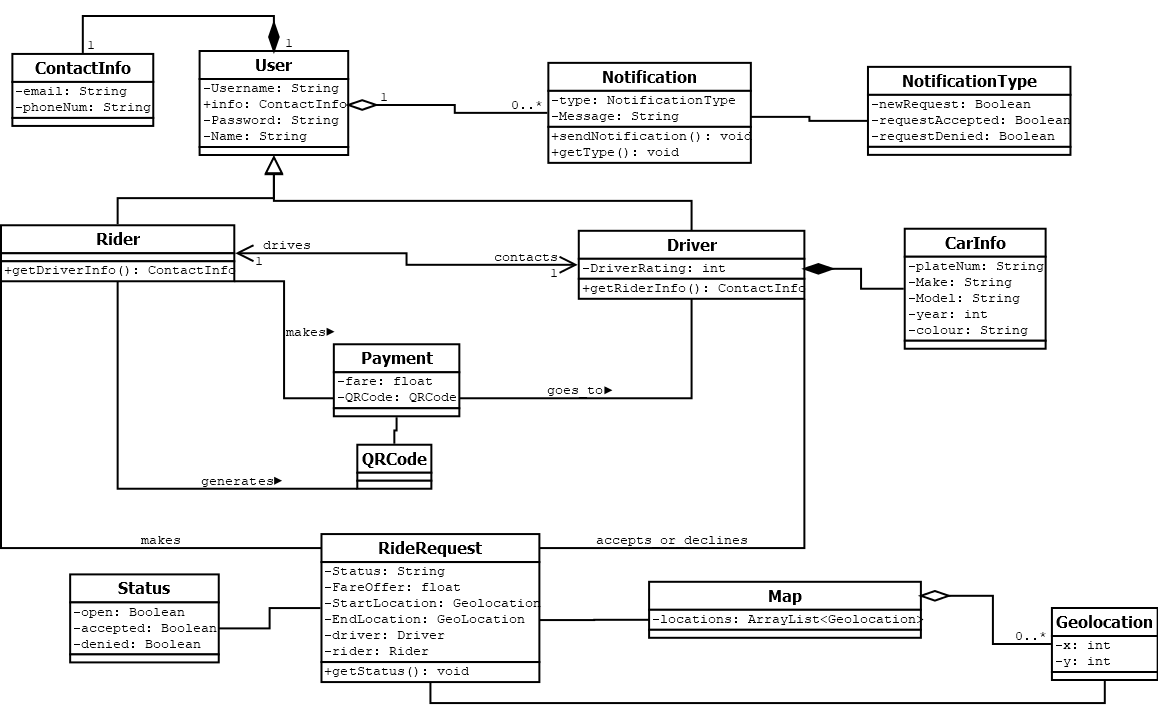 1
1
ContactInfo
-email: String
-phoneNum: String
User
-Username: String
+info: ContactInfo
-Password: String
-Name: String
1
0..*
Notification
-type: NotificationType
-Message: String
+sendNotification(): void
+getType(): void
NotificationType
-newRequest: Boolean
-requestAccepted: Boolean
-requestDenied: Boolean
Rider
+getDriverInfo(): ContactInfo
drives
1
contacts
1
Driver
-DriverRating: int
+getRiderInfo(): ContactInfo
CarInfo
-plateNum: String
-Make: String
-Model: String
-year: int
-colour: String
makes
Payment
-fare: float
-QRCode: QRCode
goes_to
QRCode
generates
makes
accepts or declines
RideRequest
-Status: String
-FareOffer: float
-StartLocation: Geolocation
-EndLocation: GeoLocation
-driver: Driver
-rider: Rider
+getStatus(): void
Status
-open: Boolean
-accepted: Boolean
-denied: Boolean
Map
-locations: ArrayList<Geolocation>
0..*
Geolocation
-x: int
-y: int